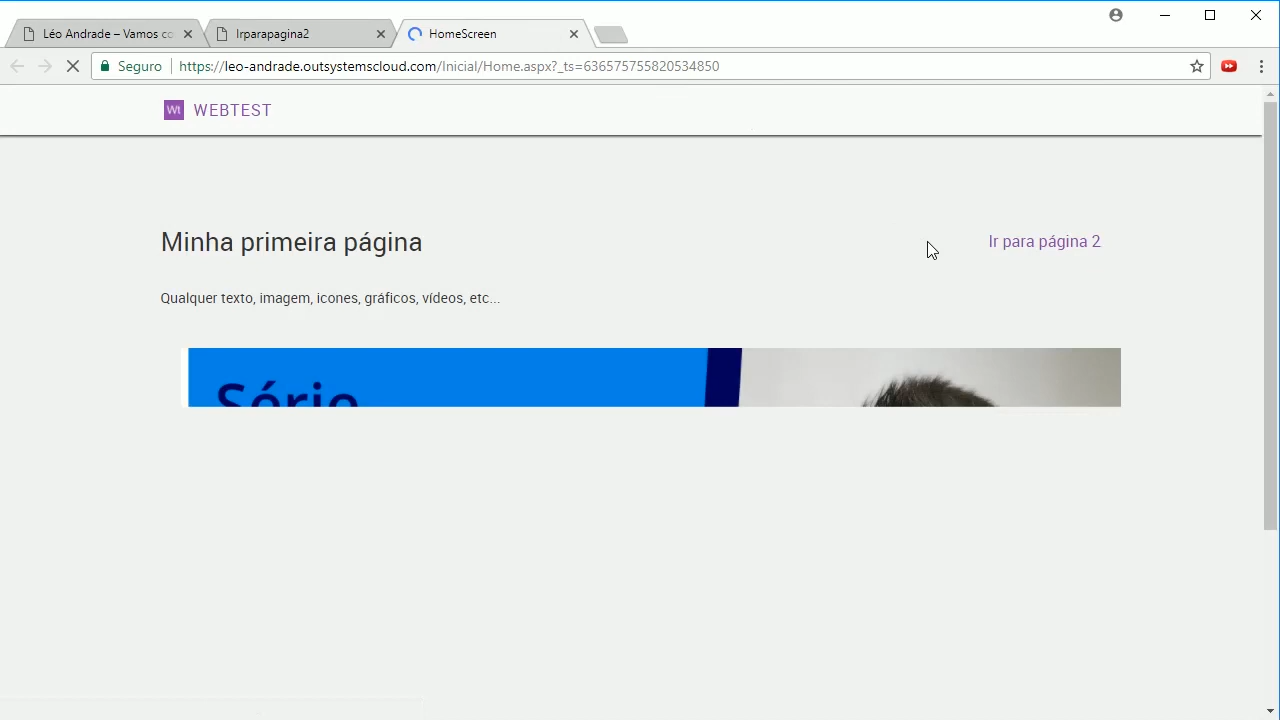 Léo Andrade – Vamos co
Irparapagina2
HomeScreen
Seguro
https://leo-andrade.outsystemscloud.com/Inicial/Home.aspx?_ts=636575755820534850
Wt WEBTEST
Minha primeira página
Ir para página 2
Qualquer texto, imagem, icones, gráficos, vídeos, etc...
Série